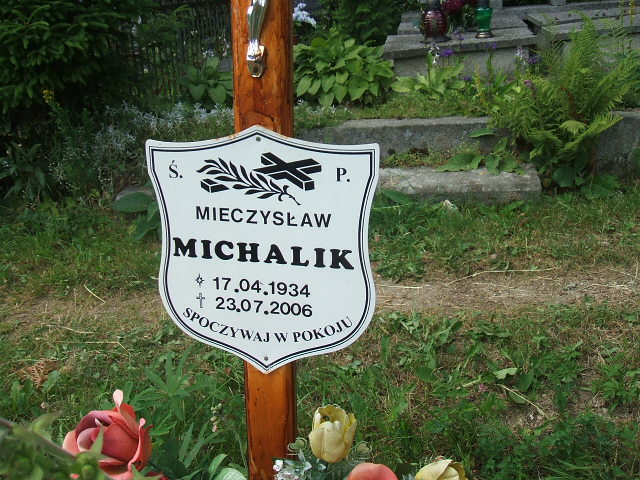 Ś. P.
MIECZYSŁAW
MICHALIK
17.04.1934
23.07.2006
SPOCZYWAJ W POKOJU